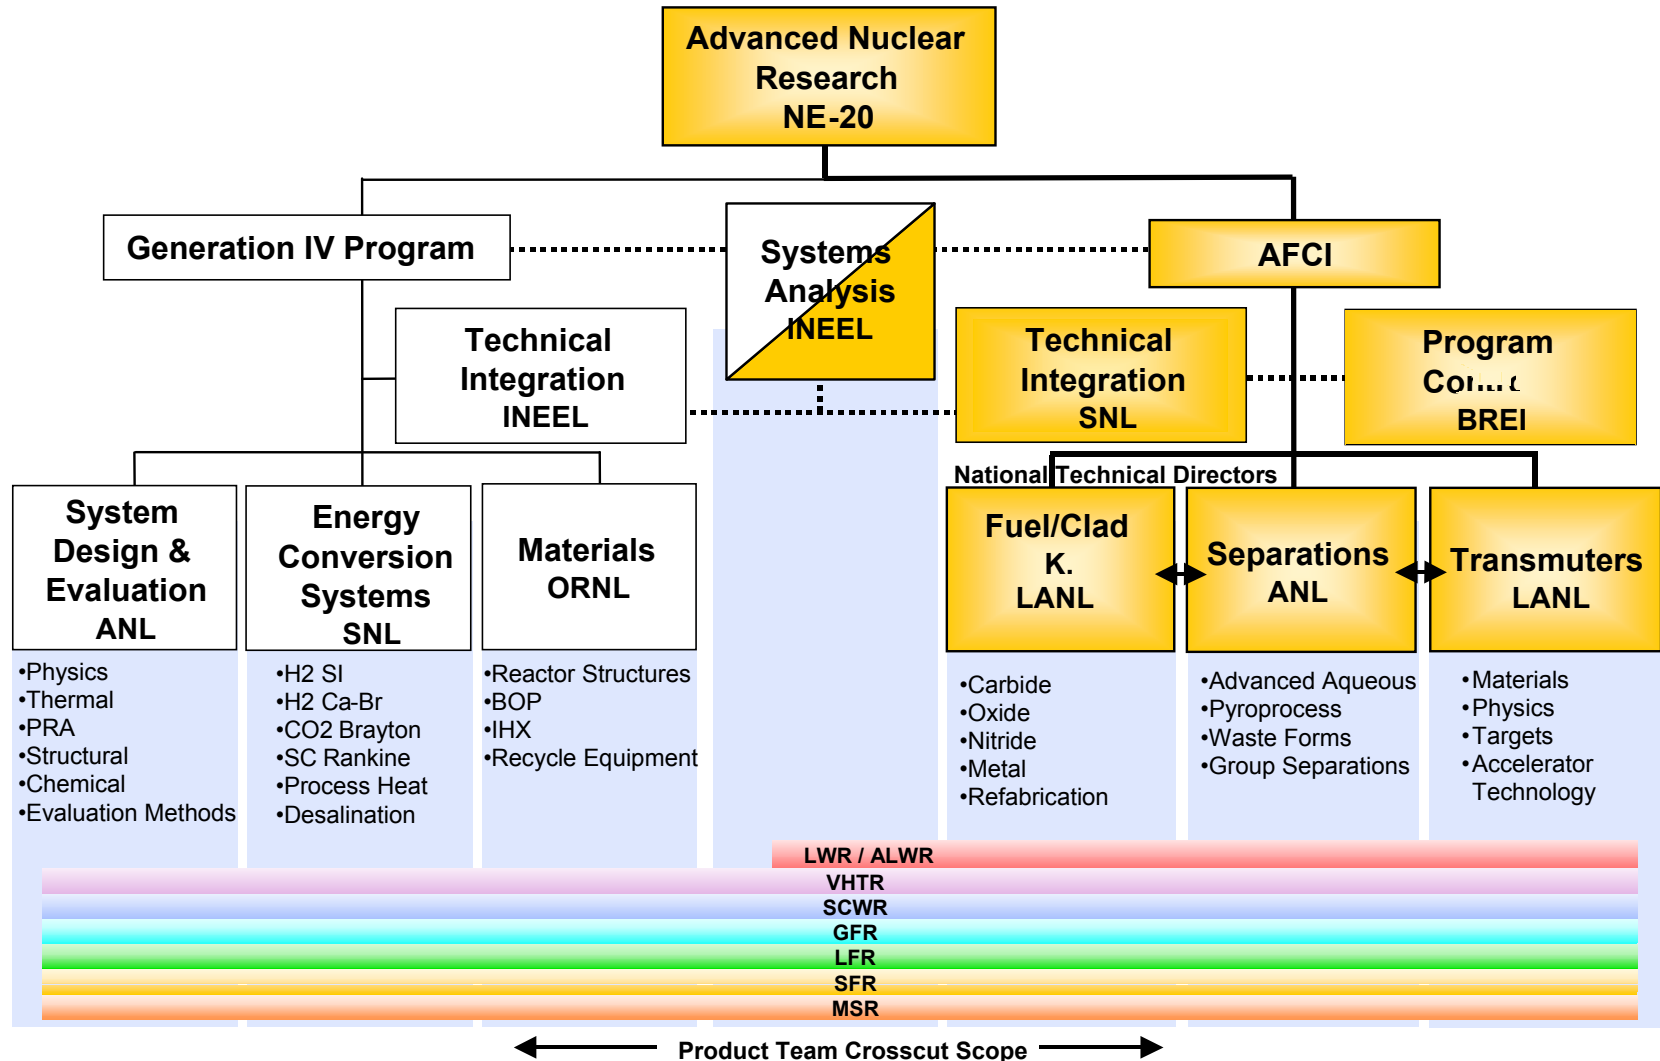 Advanced Nuclear
Research
NE-20
Generation IV Program
Systems
Analysis
INEEL
AFCI
Technical
Integration
INEEL
Technical
Integration
SNL
Program
BREI
National Technical Directors
System
Design &
Evaluation
ANL
Energy
Conversion
Systems
SNL
Materials
ORNL
Fuel/Clad
K.
LANL
Separations
ANL
Transmuters
LANL
•Physics
•Thermal
•PRA
•Structural
•Chemical
•Evaluation Methods
•H2 SI
•H2 Ca-Br
•CO2 Brayton
•SC Rankine
•Process Heat
•Desalination
•Reactor Structures
•BOP
•IHX
•Recycle Equipment
•Carbide
•Oxide
•Nitride
•Metal
•Refabrication
•Advanced Aqueous
•Pyroprocess
•Waste Forms
•Group Separations
•Materials
•Physics
•Targets
•Accelerator
Technology
LWR / ALWR
VHTR
SCWR
GFR
LFR
SFR
MSR
Product Team Crosscut Scope